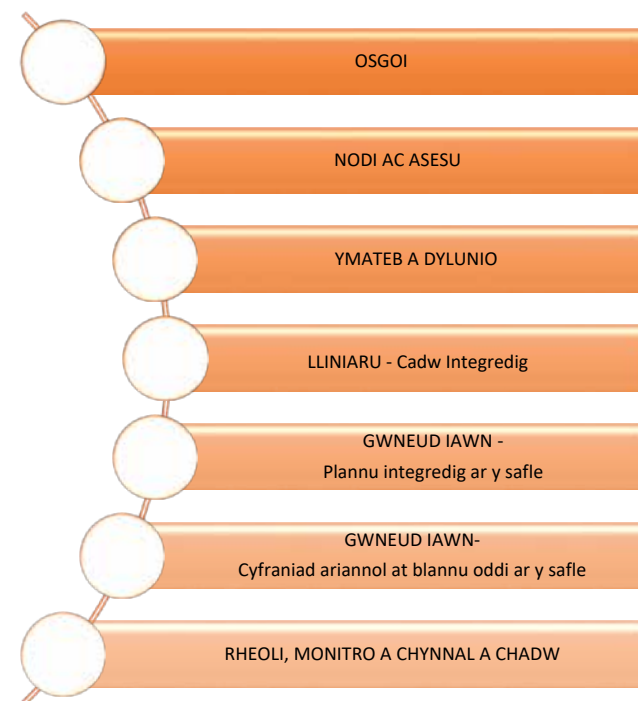 OSGOI
NODI AC ASESU
YMATEB A DYLUNIO
LLINIARU - Cadw Integredig
GWNEUD IAWN -
Plannu integredig ar y safle
GWNEUD IAWN-
Cyfraniad ariannol at blannu oddi ar y safle
RHEOLI, MONITRO A CHYNNAL A CHADW